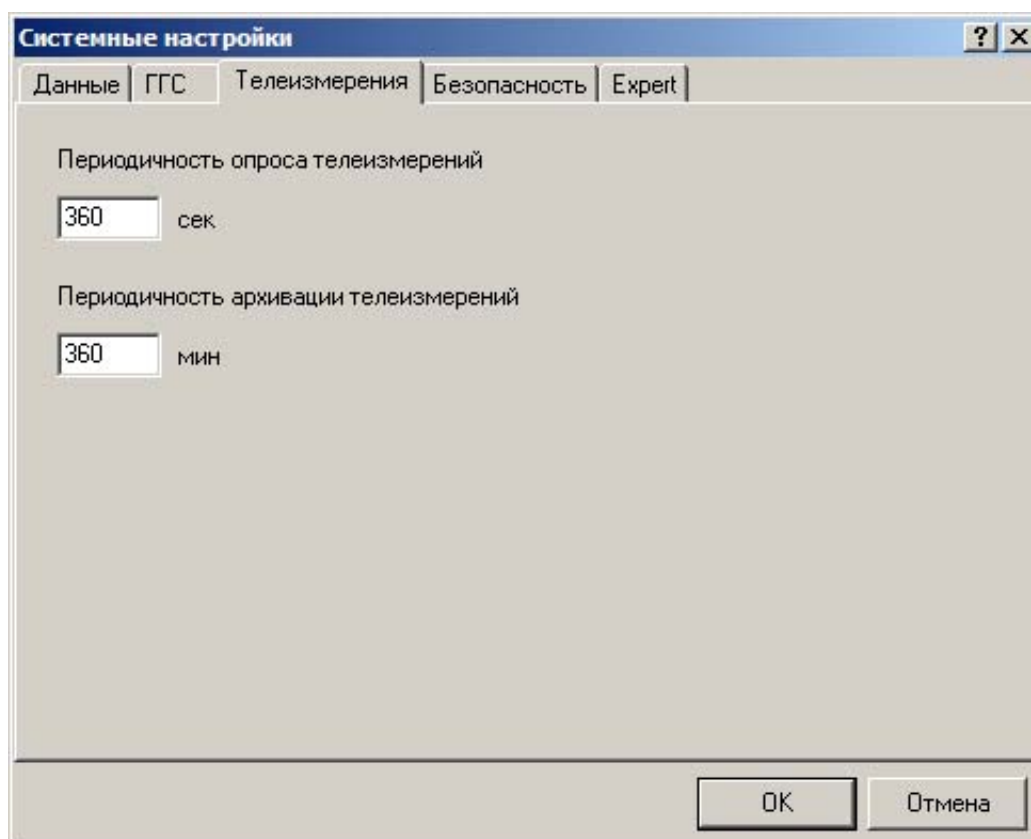 Системные настройки
Данные ГГС Телеизмерения Безопасность Expert
Периодичность опроса телеизмерений
360 сек
Периодичность архивации телеизмерений
360 мин
OK Отмена